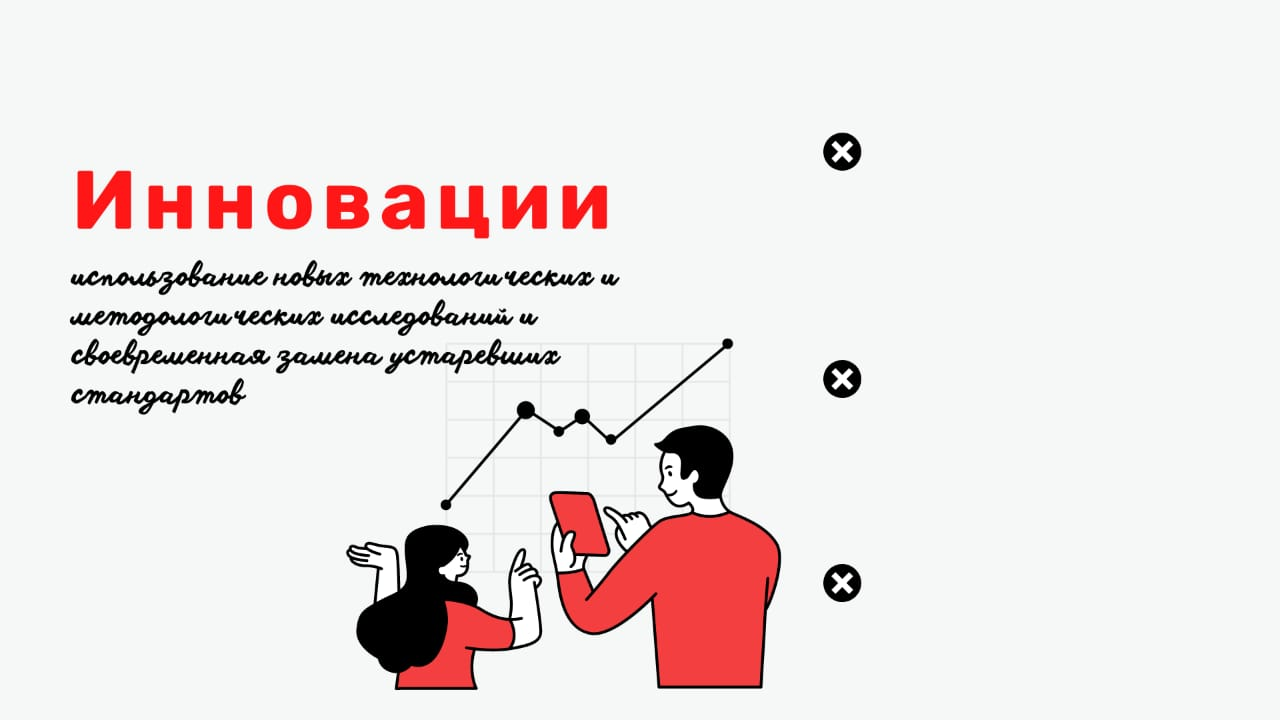 Инновации
использование новых технологических и
методологических исследований и
своевременная замена устаревших
стандартов